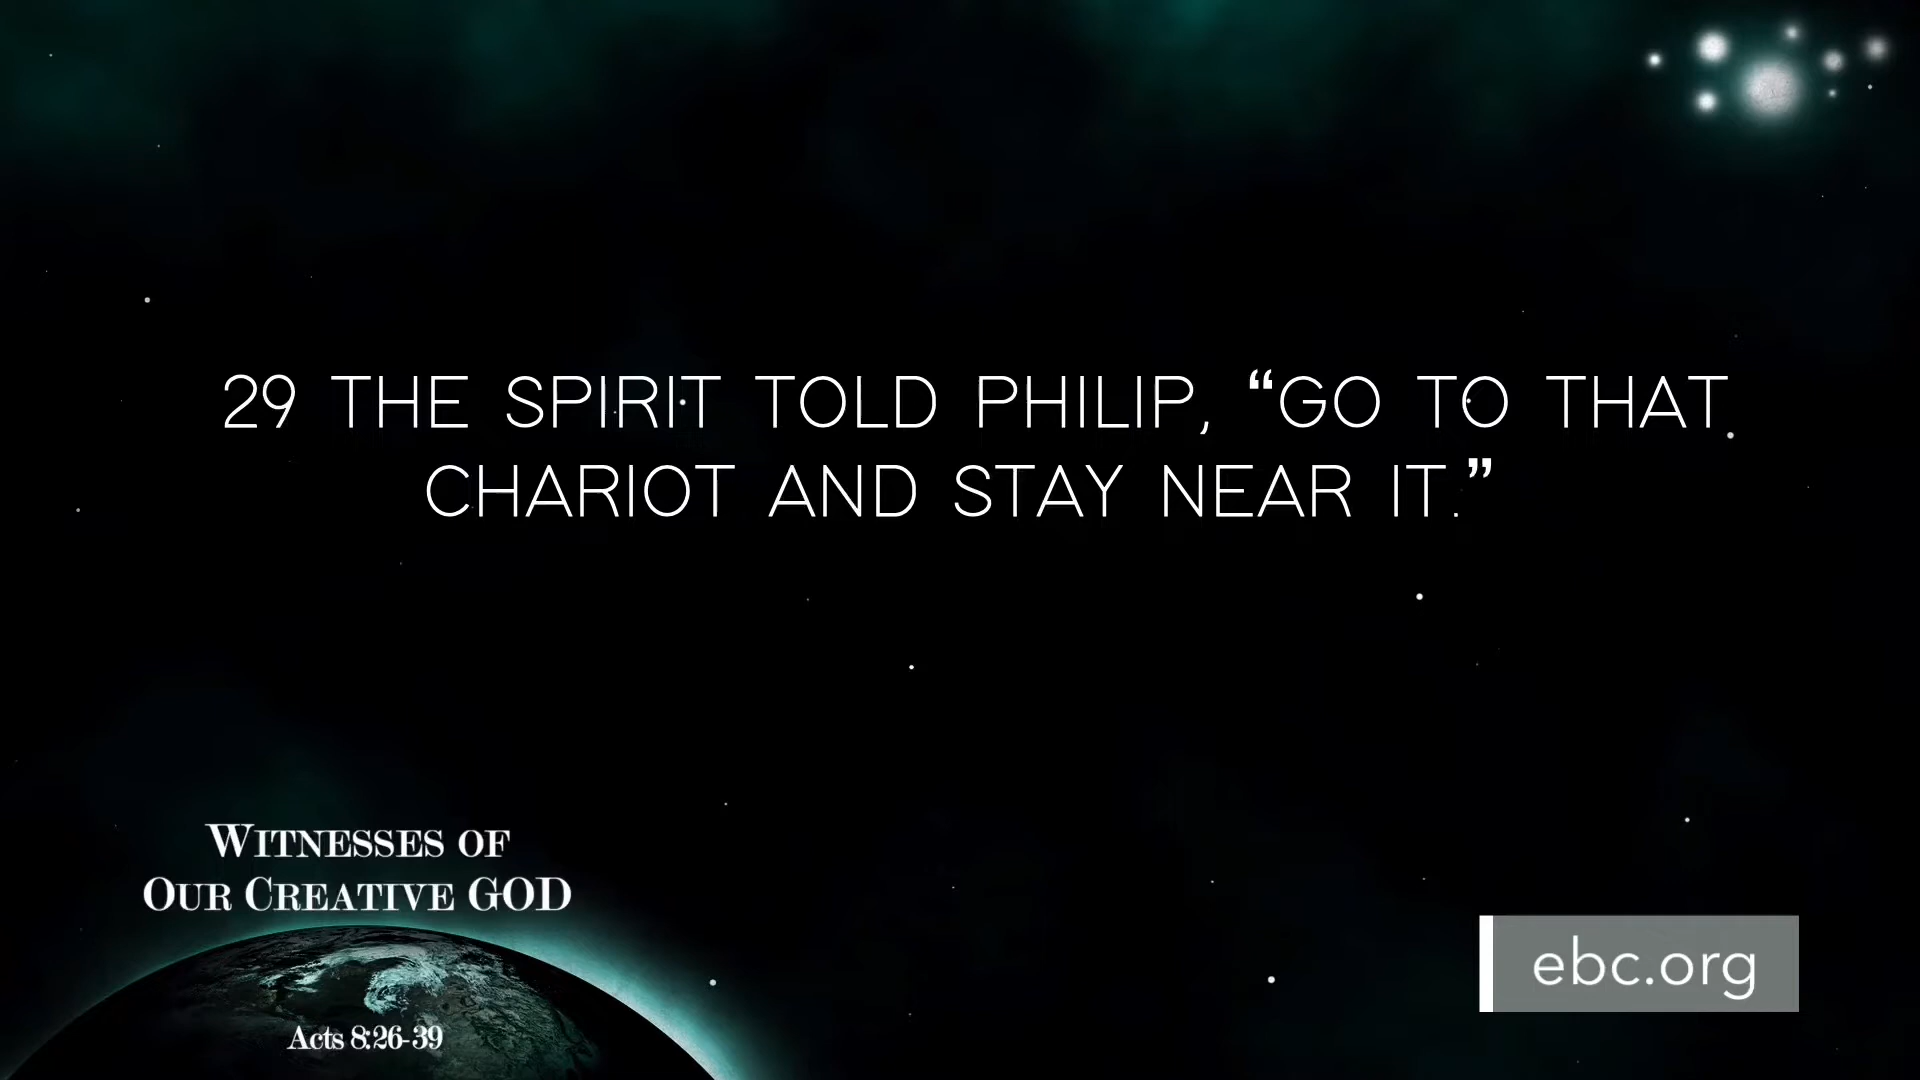 29 THE SPIRIT TOLD PHILIP, “GO TO THAT
CHARIOT AND STAY NEAR IT.”
WITNESSES OF
OUR CREATIVE GOD
Acts 8:26-39
ebc.org